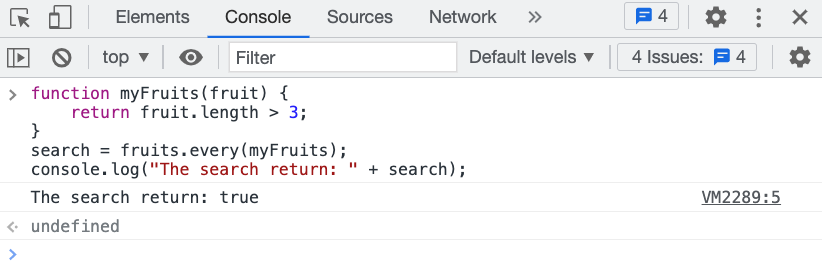 Elements Console Sources Network » 4
top ▼ Filter Default levels ▼ 4 Issues: 4
function myFruits(fruit) {
    return fruit.length > 3;
}
search = fruits.every(myFruits);
console.log("The search return: " + search);
The search return: true VM2289:5
undefined